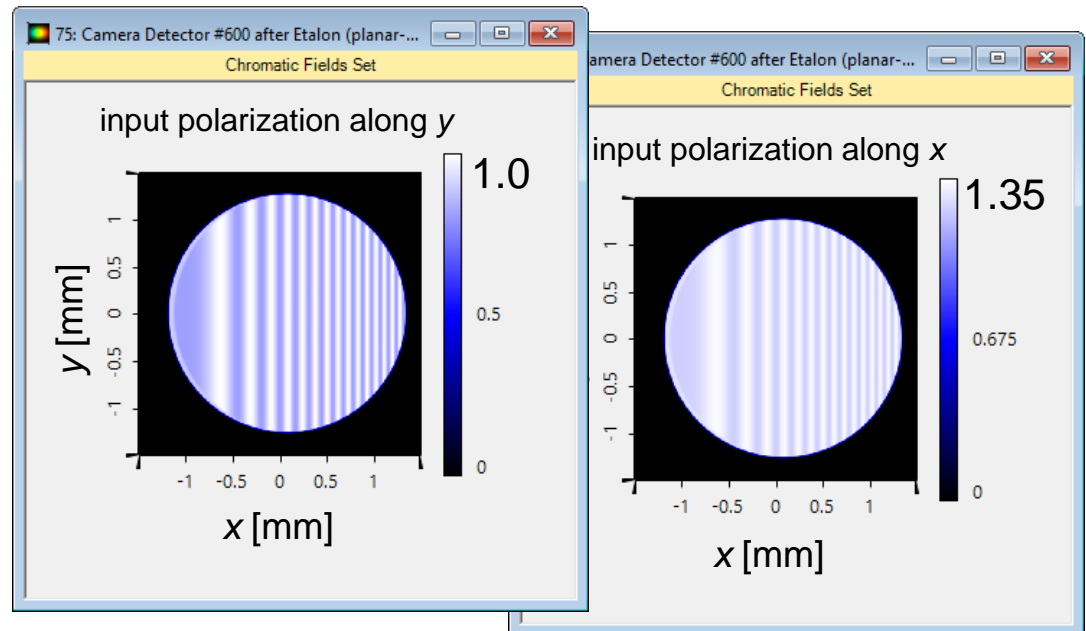 75: Camera Detector #600 after Etalon (planar-...
Chromatic Fields Set
input polarization along y
1.0
0.5
0
y [mm]
1
0.5
0
-0.5
-1
-1 -0.5 0 0.5 1
x [mm]
amera Detector #600 after Etalon (planar-...
Chromatic Fields Set
input polarization along x
1.35
0.675
0
1
0.5
0
-0.5
-1
-1 -0.5 0 0.5 1
x [mm]